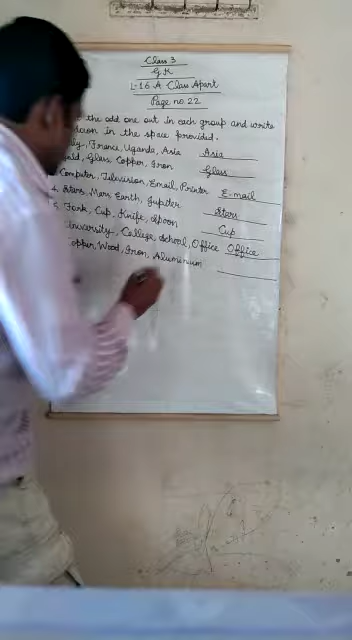 Class 3
G.K
L-16 A Class Apart
Page no. 22
the odd one out in each group and write
down in the space provided.
Italy, France, Uganda, Asia Asia
Gold, Glass, Copper, Iron Glass
Computer, Television, Email, Printer E-mail
4. Stars, Mars, Earth, Jupiter Stars
5. Fork, Cup, Knife, Spoon Cup
University, College, School, Office Office
Copper, Wood, Iron, Aluminium